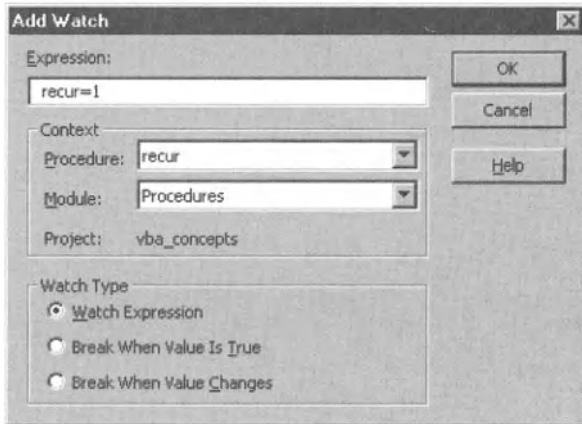 Add Watch
Expression:
recur=1
OK
Cancel
Help
Context
Procedure: recur
Module: Procedures
Project: vba_concepts
Watch Type
Watch Expression
Break When Value Is True
Break When Value Changes